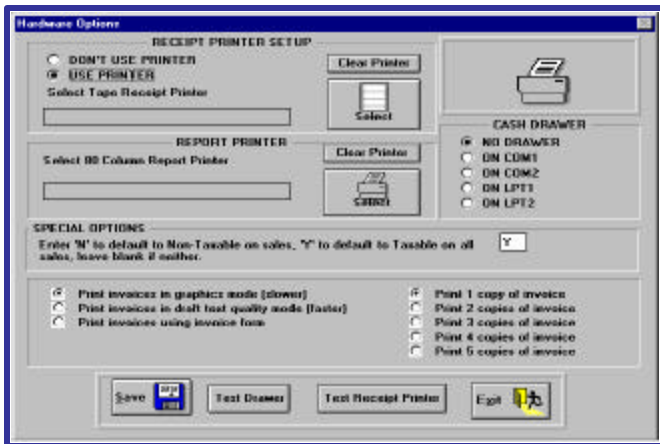 Hardware Options
RECEIPT PRINTER SETUP
DON'T USE PRINTER
USE PRINTER
Clear Printer
Select Tape Receipt Printer
Select
REPORT PRINTER
Clear Printer
Select 80 Column Report Printer
Select
CASH DRAWER
NO DRAWER
ON COM1
ON COM2
ON LPT1
ON LPT2
SPECIAL OPTIONS
Enter 'N' to default to Non-Taxable on sales, 'Y' to default to Taxable on all
sales, leave blank if neither.
Y
Print invoices in graphics mode (slower)
Print invoices in draft text quality mode (faster)
Print invoices using invoice form
Print 1 copy of invoice
Print 2 copies of invoice
Print 3 copies of invoice
Print 4 copies of invoice
Print 5 copies of invoice
Save
Test Drawer
Test Receipt Printer
Exit